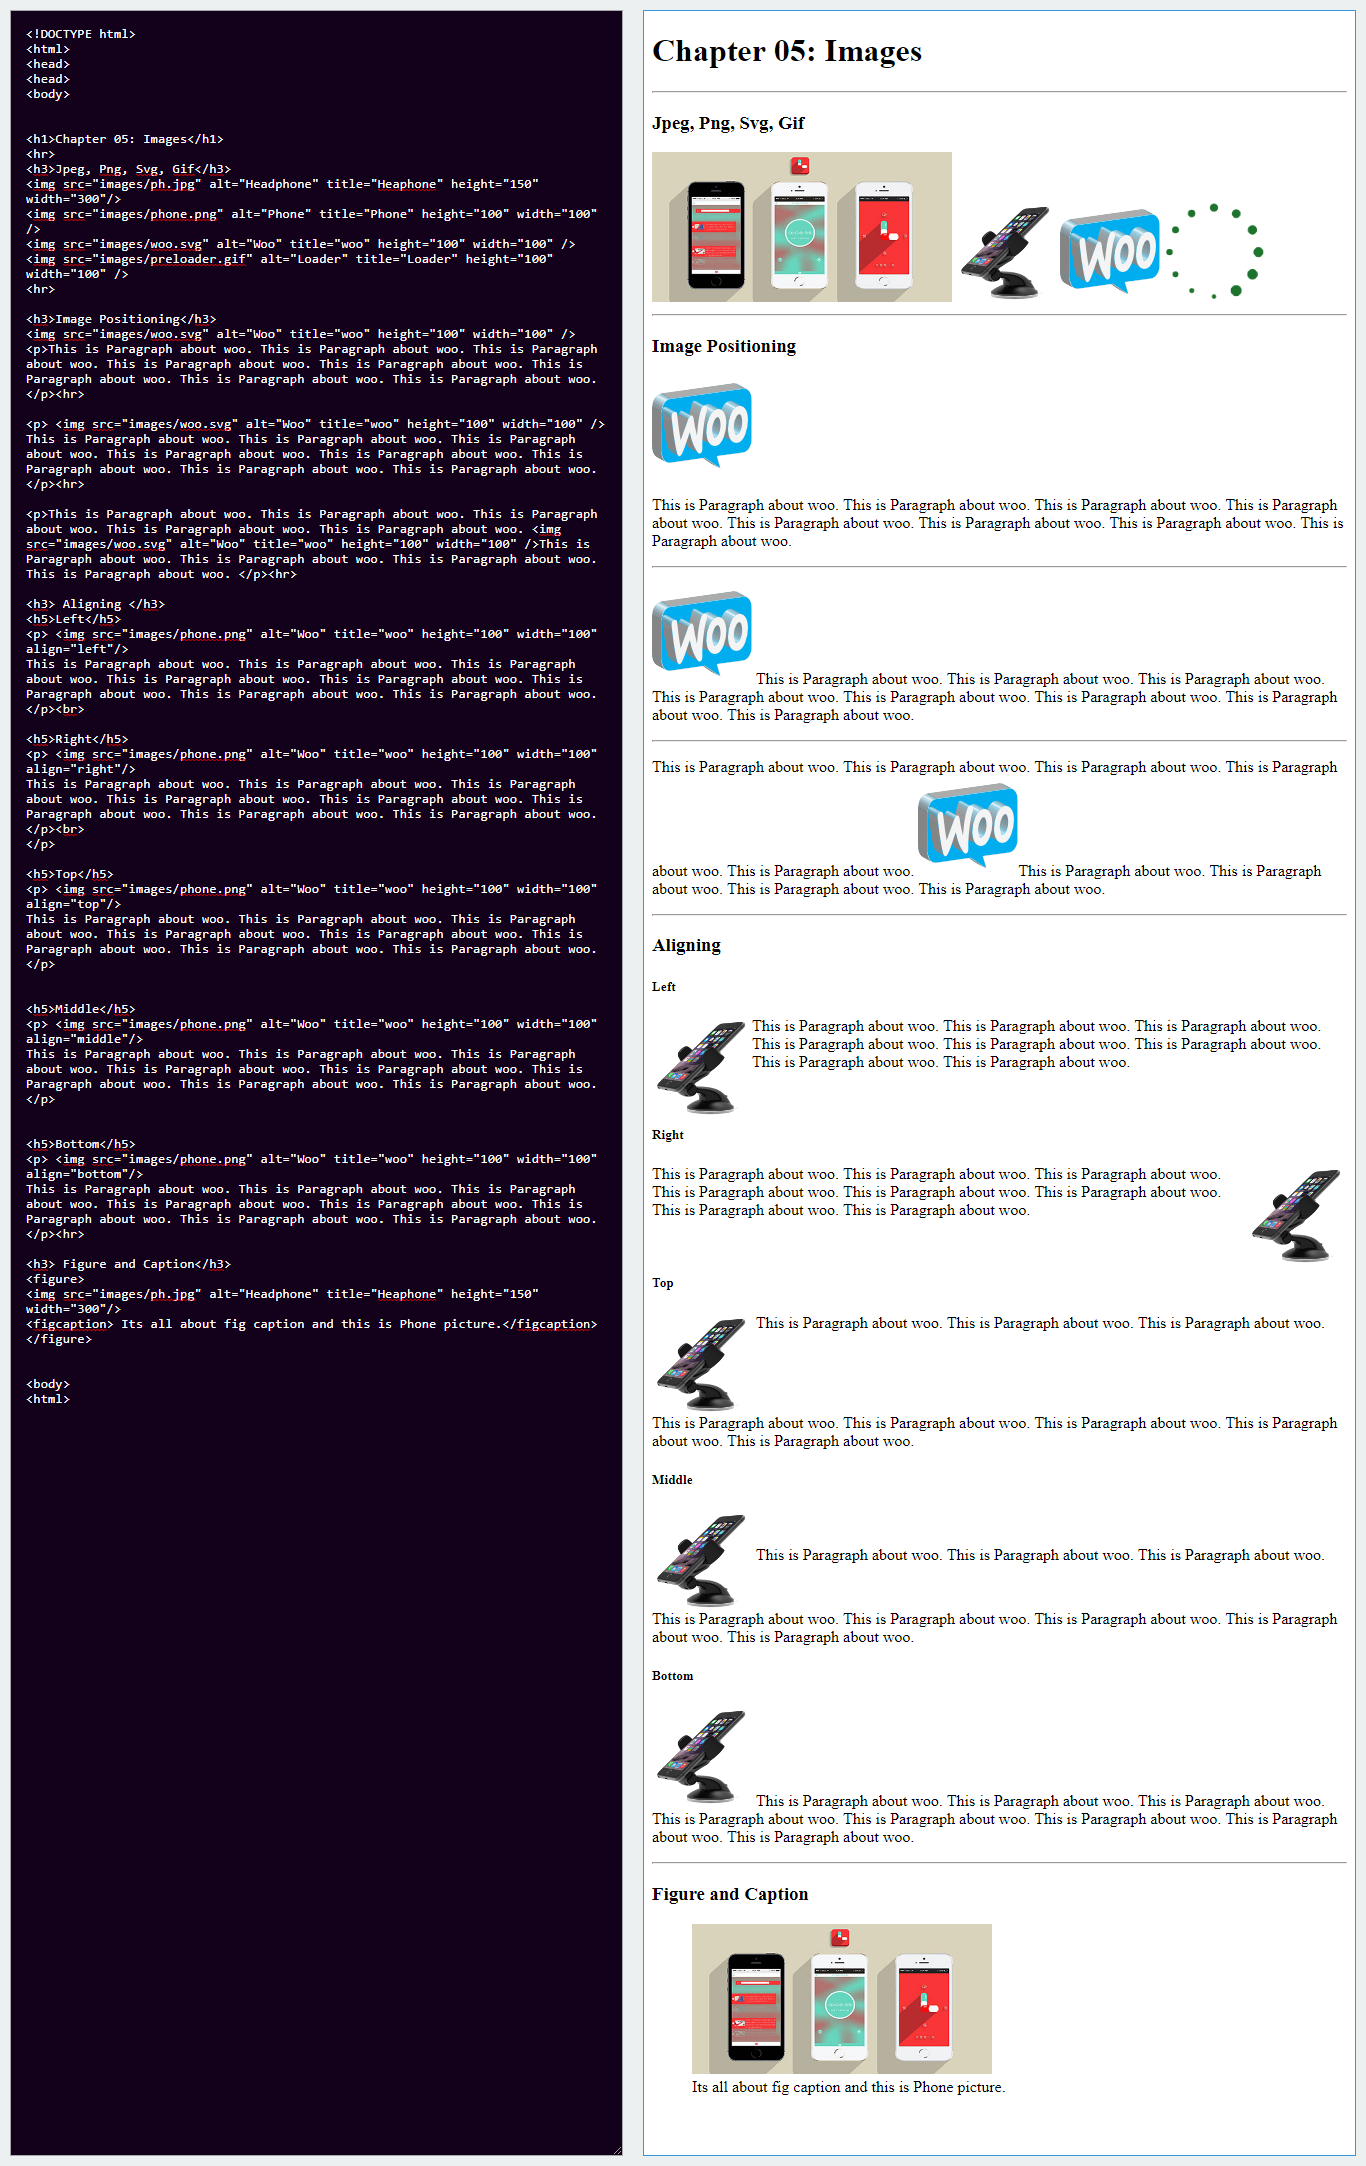 <!DOCTYPE html>
<html>
<head>
<head>
<body>
<h1>Chapter 05: Images</h1>
<hr>
<h3>Jpeg, Png, Svg, Gif</h3>
<img src="images/ph.jpg" alt="Headphone" title="Heaphone" height="150"
width="300"/>
<img src="images/phone.png" alt="Phone" title="Phone" height="100" width="100"
/>
<img src="images/woo.svg" alt="Woo" title="woo" height="100" width="100" />
<img src="images/preloader.gif" alt="Loader" title="Loader" height="100"
width="100" />
<hr>
<h3>Image Positioning</h3>
<img src="images/woo.svg" alt="Woo" title="woo" height="100" width="100" />
<p>This is Paragraph about woo. This is Paragraph about woo. This is Paragraph
about woo. This is Paragraph about woo. This is Paragraph about woo. This is
Paragraph about woo. This is Paragraph about woo. This is Paragraph about woo.
</p><hr>
<p> <img src="images/woo.svg" alt="Woo" title="woo" height="100" width="100" />
This is Paragraph about woo. This is Paragraph about woo. This is Paragraph
about woo. This is Paragraph about woo. This is Paragraph about woo. This is
Paragraph about woo. This is Paragraph about woo. This is Paragraph about woo.
</p><hr>
<p>This is Paragraph about woo. This is Paragraph about woo. This is Paragraph
about woo. This is Paragraph about woo. This is Paragraph about woo. <img
src="images/woo.svg" alt="Woo" title="woo" height="100" width="100" />This is
Paragraph about woo. This is Paragraph about woo. This is Paragraph about woo.
This is Paragraph about woo. </p><hr>
<h3> Aligning </h3>
<h5>Left</h5>
<p> <img src="images/phone.png" alt="Woo" title="woo" height="100" width="100"
align="left"/>
This is Paragraph about woo. This is Paragraph about woo. This is Paragraph
about woo. This is Paragraph about woo. This is Paragraph about woo. This is
Paragraph about woo. This is Paragraph about woo. This is Paragraph about woo.
</p><br>
<h5>Right</h5>
<p> <img src="images/phone.png" alt="Woo" title="woo" height="100" width="100"
align="right"/>
This is Paragraph about woo. This is Paragraph about woo. This is Paragraph
about woo. This is Paragraph about woo. This is Paragraph about woo. This is
Paragraph about woo. This is Paragraph about woo. This is Paragraph about woo.
</p><br>
</p>
<h5>Top</h5>
<p> <img src="images/phone.png" alt="Woo" title="woo" height="100" width="100"
align="top"/>
This is Paragraph about woo. This is Paragraph about woo. This is Paragraph
about woo. This is Paragraph about woo. This is Paragraph about woo. This is
Paragraph about woo. This is Paragraph about woo. This is Paragraph about woo.
</p>
<h5>Middle</h5>
<p> <img src="images/phone.png" alt="Woo" title="woo" height="100" width="100"
align="middle"/>
This is Paragraph about woo. This is Paragraph about woo. This is Paragraph
about woo. This is Paragraph about woo. This is Paragraph about woo. This is
Paragraph about woo. This is Paragraph about woo. This is Paragraph about woo.
</p>
<h5>Bottom</h5>
<p> <img src="images/phone.png" alt="Woo" title="woo" height="100" width="100"
align="bottom"/>
This is Paragraph about woo. This is Paragraph about woo. This is Paragraph
about woo. This is Paragraph about woo. This is Paragraph about woo. This is
Paragraph about woo. This is Paragraph about woo. This is Paragraph about woo.
</p><hr>
<h3> Figure and Caption</h3>
<figure>
<img src="images/ph.jpg" alt="Headphone" title="Heaphone" height="150"
width="300"/>
<figcaption> Its all about fig caption and this is Phone picture.</figcaption>
</figure>
<body>
<html>
Chapter 05: Images
Jpeg, Png, Svg, Gif
WOO
Image Positioning
WOO
This is Paragraph about woo. This is Paragraph about woo. This is Paragraph about woo. This is Paragraph
about woo. This is Paragraph about woo. This is Paragraph about woo. This is Paragraph about woo. This is
Paragraph about woo.
WOO
This is Paragraph about woo. This is Paragraph about woo. This is Paragraph about woo.
This is Paragraph about woo. This is Paragraph about woo. This is Paragraph about woo. This is Paragraph
about woo. This is Paragraph about woo.
This is Paragraph about woo. This is Paragraph about woo. This is Paragraph about woo. This is Paragraph
WOO
about woo. This is Paragraph about woo. This is Paragraph about woo. This is Paragraph
about woo. This is Paragraph about woo. This is Paragraph about woo.
Aligning
Left
This is Paragraph about woo. This is Paragraph about woo. This is Paragraph about woo.
This is Paragraph about woo. This is Paragraph about woo. This is Paragraph about woo.
This is Paragraph about woo. This is Paragraph about woo.
Right
This is Paragraph about woo. This is Paragraph about woo. This is Paragraph about woo.
This is Paragraph about woo. This is Paragraph about woo. This is Paragraph about woo.
This is Paragraph about woo. This is Paragraph about woo.
Top
This is Paragraph about woo. This is Paragraph about woo. This is Paragraph about woo.
This is Paragraph about woo. This is Paragraph about woo. This is Paragraph about woo. This is Paragraph
about woo. This is Paragraph about woo.
Middle
This is Paragraph about woo. This is Paragraph about woo. This is Paragraph about woo.
This is Paragraph about woo. This is Paragraph about woo. This is Paragraph about woo. This is Paragraph
about woo. This is Paragraph about woo.
Bottom
This is Paragraph about woo. This is Paragraph about woo. This is Paragraph about woo.
This is Paragraph about woo. This is Paragraph about woo. This is Paragraph about woo. This is Paragraph
about woo. This is Paragraph about woo.
Figure and Caption
Its all about fig caption and this is Phone picture.